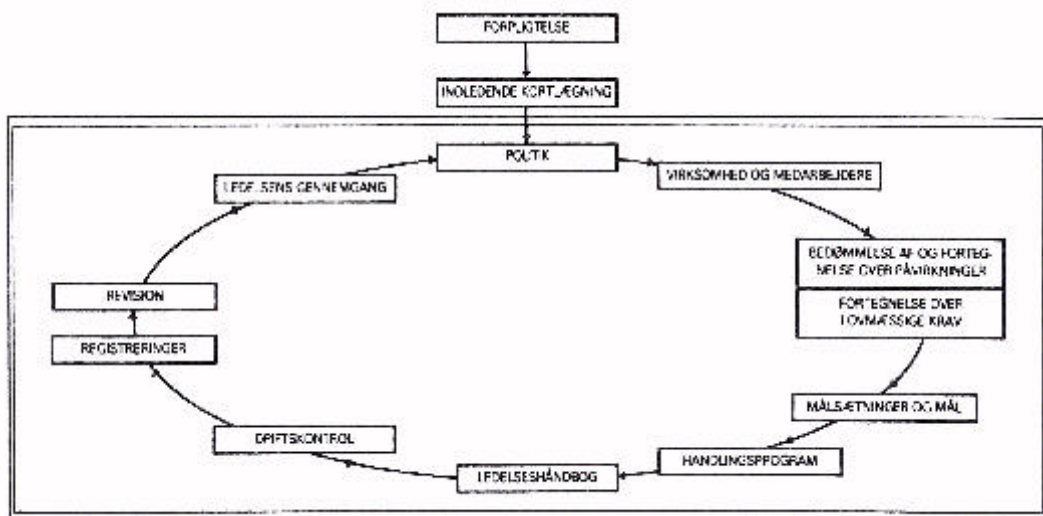 FORPLIGTELSE
INDLEDENDE KORTLÆGNING
POLITIK
VIRKSOMHED OG MEDARBEJDERE
BEDØMMELSE AF OG FORTEG-
NELSE OVER PÅVIRKNINGER
FORTEGNELSE OVER
LOVMÆSSIGE KRAV
MÅLSÆTNINGER OG MÅL
HANDLINGSPROGRAM
LEDELSESHÅNDBOG
DRIFTSKONTROL
REGISTRERINGER
REVISION
LEDELSENS GENNEMGANG